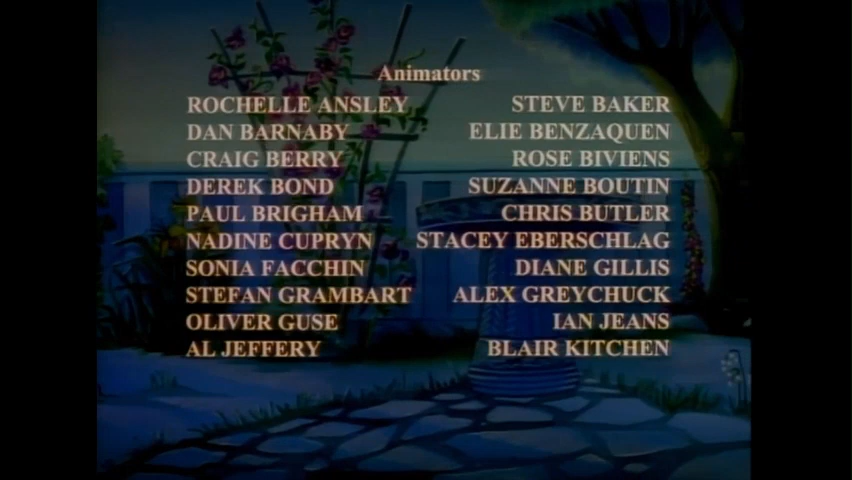 Animators
ROCHELLE ANSLEY STEVE BAKER
DAN BARNABY ELIE BENZAQUEN
CRAIG BERRY ROSE BIVIENS
DEREK BOND SUZANNE BOUTIN
PAUL BRIGHAM CHRIS BUTLER
NADINE CUPRYN STACEY EBERSCHLAG
SONIA FACCHIN DIANE GILLIS
STEFAN GRAMBART ALEX GREYCHUCK
OLIVER GUSE IAN JEANS
AL JEFFERY BLAIR KITCHEN